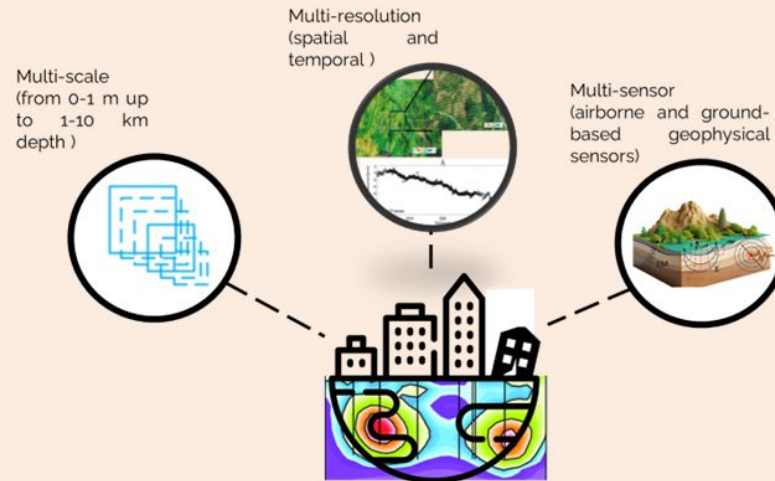 Multi-resolution
(spatial and
temporal )
Multi-scale
(from 0-1 m up
to 1-10 km
depth )
Multi-sensor
(airborne and ground-
based geophysical
sensors)
EM